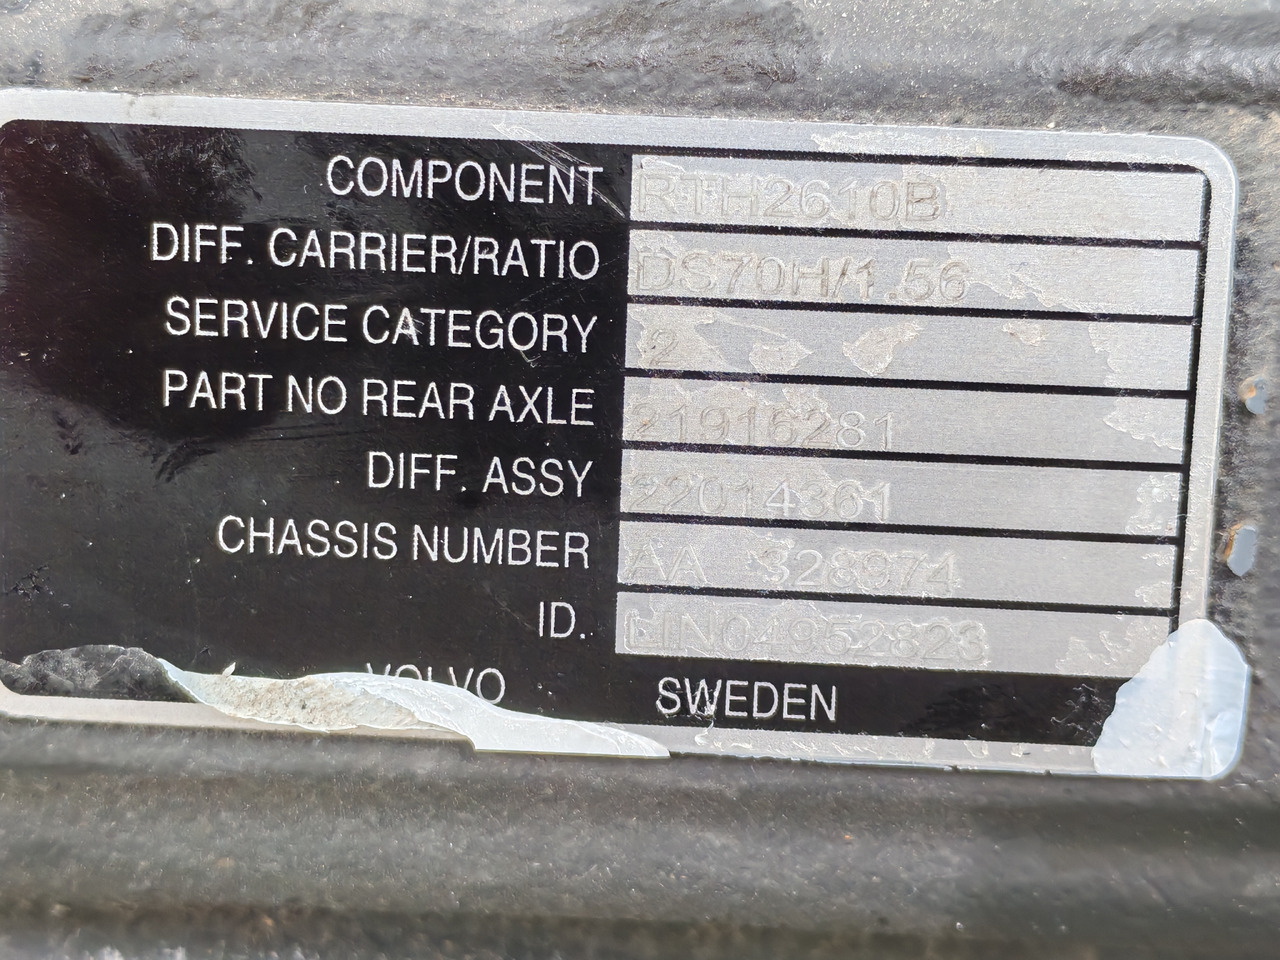 COMPONENT RTH2610B
DIFF. CARRIER/RATIO DS70H/1.56
SERVICE CATEGORY 2
PART NO REAR AXLE 21916281
DIFF. ASSY 22014361
CHASSIS NUMBER AA 328974
ID. LIN04952823
VOLVO SWEDEN